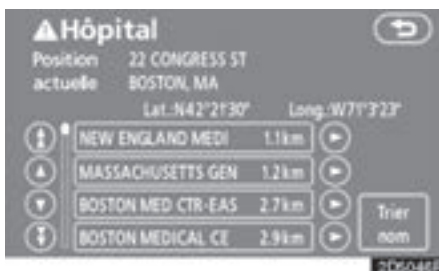 Hôpital
Position 22 CONGRESS ST
actuelle BOSTON, MA
Lat.:N42°21'30" Long.:W71°3'23"
NEW ENGLAND MEDI 1.1km
MASSACHUSETTS GEN 1.2km
BOSTON MED CTR-EAS 2.7km
BOSTON MEDICAL CE 2.9km
Trier
nom